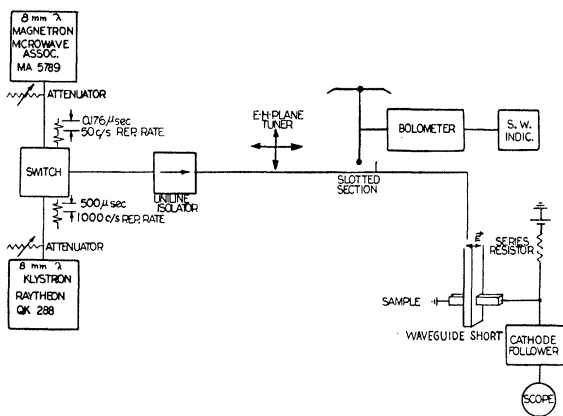 8 mm λ
MAGNETRON
MICROWAVE
ASSOC.
MA 5789
ATTENUATOR
0.176 μsec
50 c/s REP. RATE
SWITCH
UNILINE
ISOLATOR
500 μsec
1000 c/s REP. RATE
ATTENUATOR
8 mm λ
KLYSTRON
RAYTHEON
QK 288
E-H-PLANE
TUNER
BOLOMETER
S. W.
INDIC.
SLOTTED
SECTION
E
SERIES
RESISTOR
SAMPLE
WAVEGUIDE SHORT
CATHODE
FOLLOWER
SCOPE